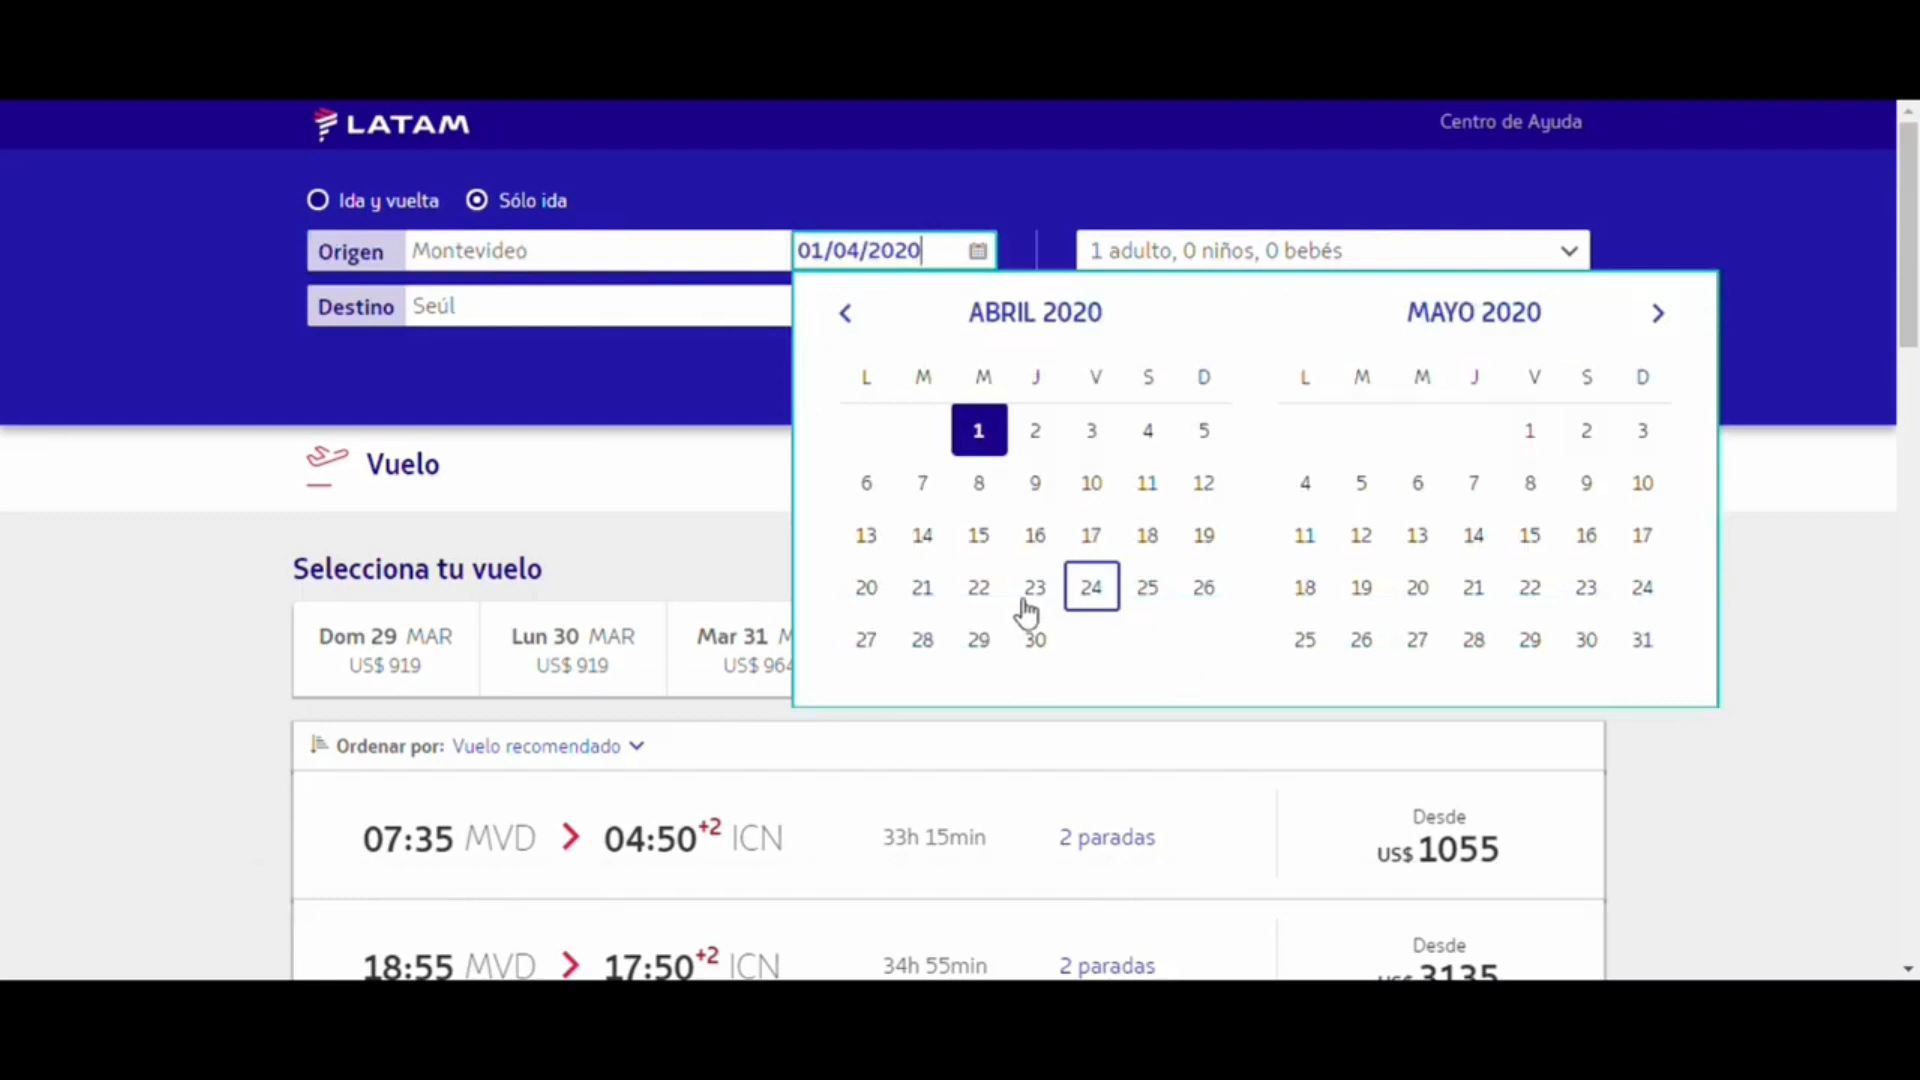 LATAM
Centro de Ayuda
Ida y vuelta Sólo ida
Origen Montevideo 01/04/2020 1 adulto, 0 niños, 0 bebés
Destino Seúl
ABRIL 2020 MAYO 2020
L M M J V S D L M M J V S D
1 2 3 4 5 1 2 3
6 7 8 9 10 11 12 4 5 6 7 8 9 10
13 14 15 16 17 18 19 11 12 13 14 15 16 17
20 21 22 23 24 25 26 18 19 20 21 22 23 24
27 28 29 30 25 26 27 28 29 30 31
Vuelo
Selecciona tu vuelo
Dom 29 MAR Lun 30 MAR Mar 31 M
US$ 919 US$ 919 US$ 964
Ordenar por: Vuelo recomendado
07:35 MVD 04:50+2 ICN 33h 15min 2 paradas Desde
US$ 1055
18:55 MVD 17:50+2 ICN 34h 55min 2 paradas Desde
US$ 3135